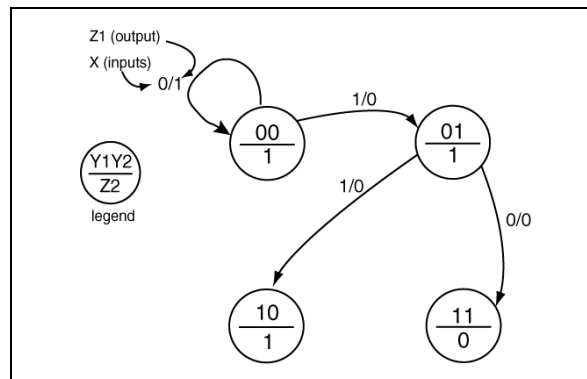 Z1 (output)
X (inputs)
0/1
1/0
00
1
01
1
Y1Y2
Z2
legend
1/0
0/0
10
1
11
0